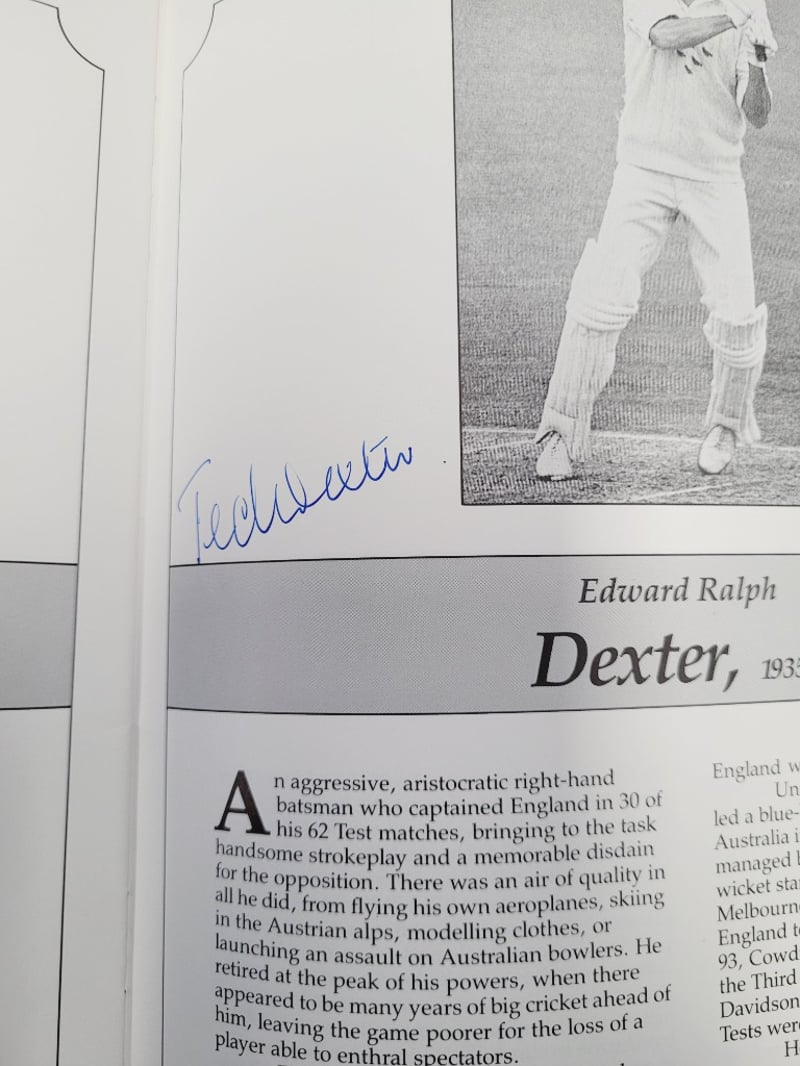 Ted Dexter
Edward Ralph
Dexter, 1935
An aggressive, aristocratic right-hand
batsman who captained England in 30 of
his 62 Test matches, bringing to the task
handsome strokeplay and a memorable disdain
for the opposition. There was an air of quality in
all he did, from flying his own aeroplanes, skiing
in the Austrian alps, modelling clothes, or
launching an assault on Australian bowlers. He
retired at the peak of his powers, when there
appeared to be many years of big cricket ahead of
him, leaving the game poorer for the loss of a
player able to enthral spectators.
England w
Un
led a blue-
Australia i
managed b
wicket sta
Melbourn
England t
93, Cowd
the Third
Davidson
Tests wer
H